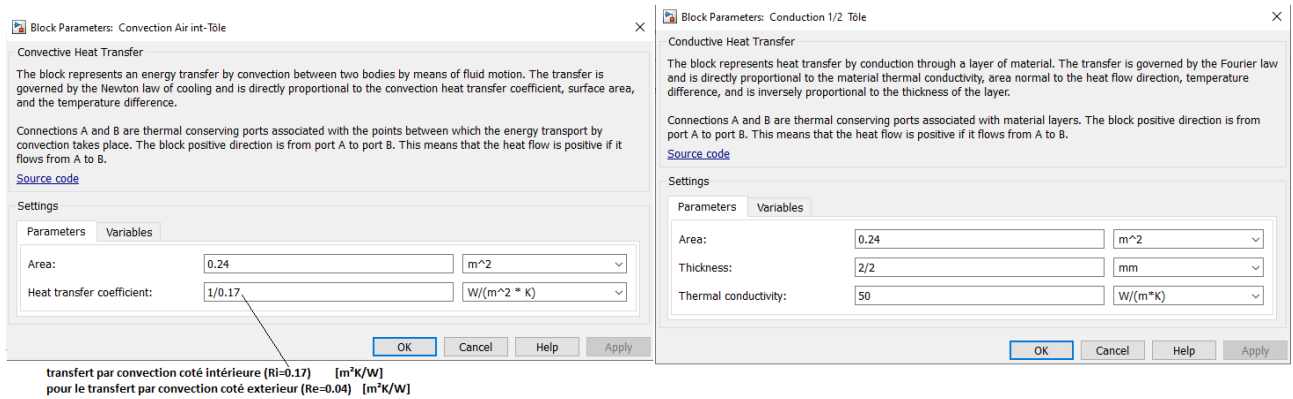 Block Parameters: Convection Air int-Tôle
Convective Heat Transfer
The block represents an energy transfer by convection between two bodies by means of fluid motion. The transfer is
governed by the Newton law of cooling and is directly proportional to the convection heat transfer coefficient, surface area,
and the temperature difference.
Connections A and B are thermal conserving ports associated with the points between which the energy transport by
convection takes place. The block positive direction is from port A to port B. This means that the heat flow is positive if it
flows from A to B.
Source code
Settings
Parameters Variables
Area: 0.24 m^2
Heat transfer coefficient: 1/0.17 W/(m^2 * K)
OK Cancel Help Apply
transfert par convection coté intérieure (Ri=0.17) [m²K/W]
pour le transfert par convection coté exterieur (Re=0.04) [m²K/W]
Block Parameters: Conduction 1/2 Tôle
Conductive Heat Transfer
The block represents heat transfer by conduction through a layer of material. The transfer is governed by the Fourier law
and is directly proportional to the material thermal conductivity, area normal to the heat flow direction, temperature
difference, and is inversely proportional to the thickness of the layer.
Connections A and B are thermal conserving ports associated with material layers. The block positive direction is from
port A to port B. This means that the heat flow is positive if it flows from A to B.
Source code
Settings
Parameters Variables
Area: 0.24 m^2
Thickness: 2/2 mm
Thermal conductivity: 50 W/(m*K)
OK Cancel Help Apply